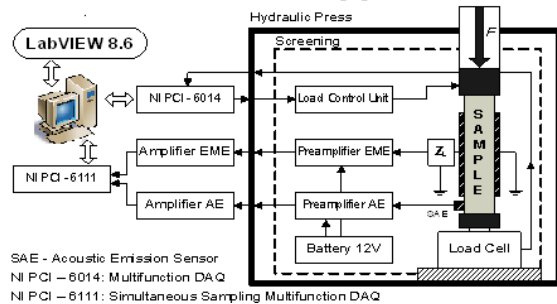 Hydraulic Press
Screening
F
LabVIEW 8.6
NI PCI-6014
Load Control Unit
SAMPLE
Amplifier EME
Preamplifier EME
ZL
NI PCI-6111
Amplifier AE
Preamplifier AE
SAE
Battery 12V
Load Cell
SAE - Acoustic Emission Sensor
NI PCI – 6014: Multifunction DAQ
NI PCI – 6111: Simultaneous Sampling Multifunction DAQ